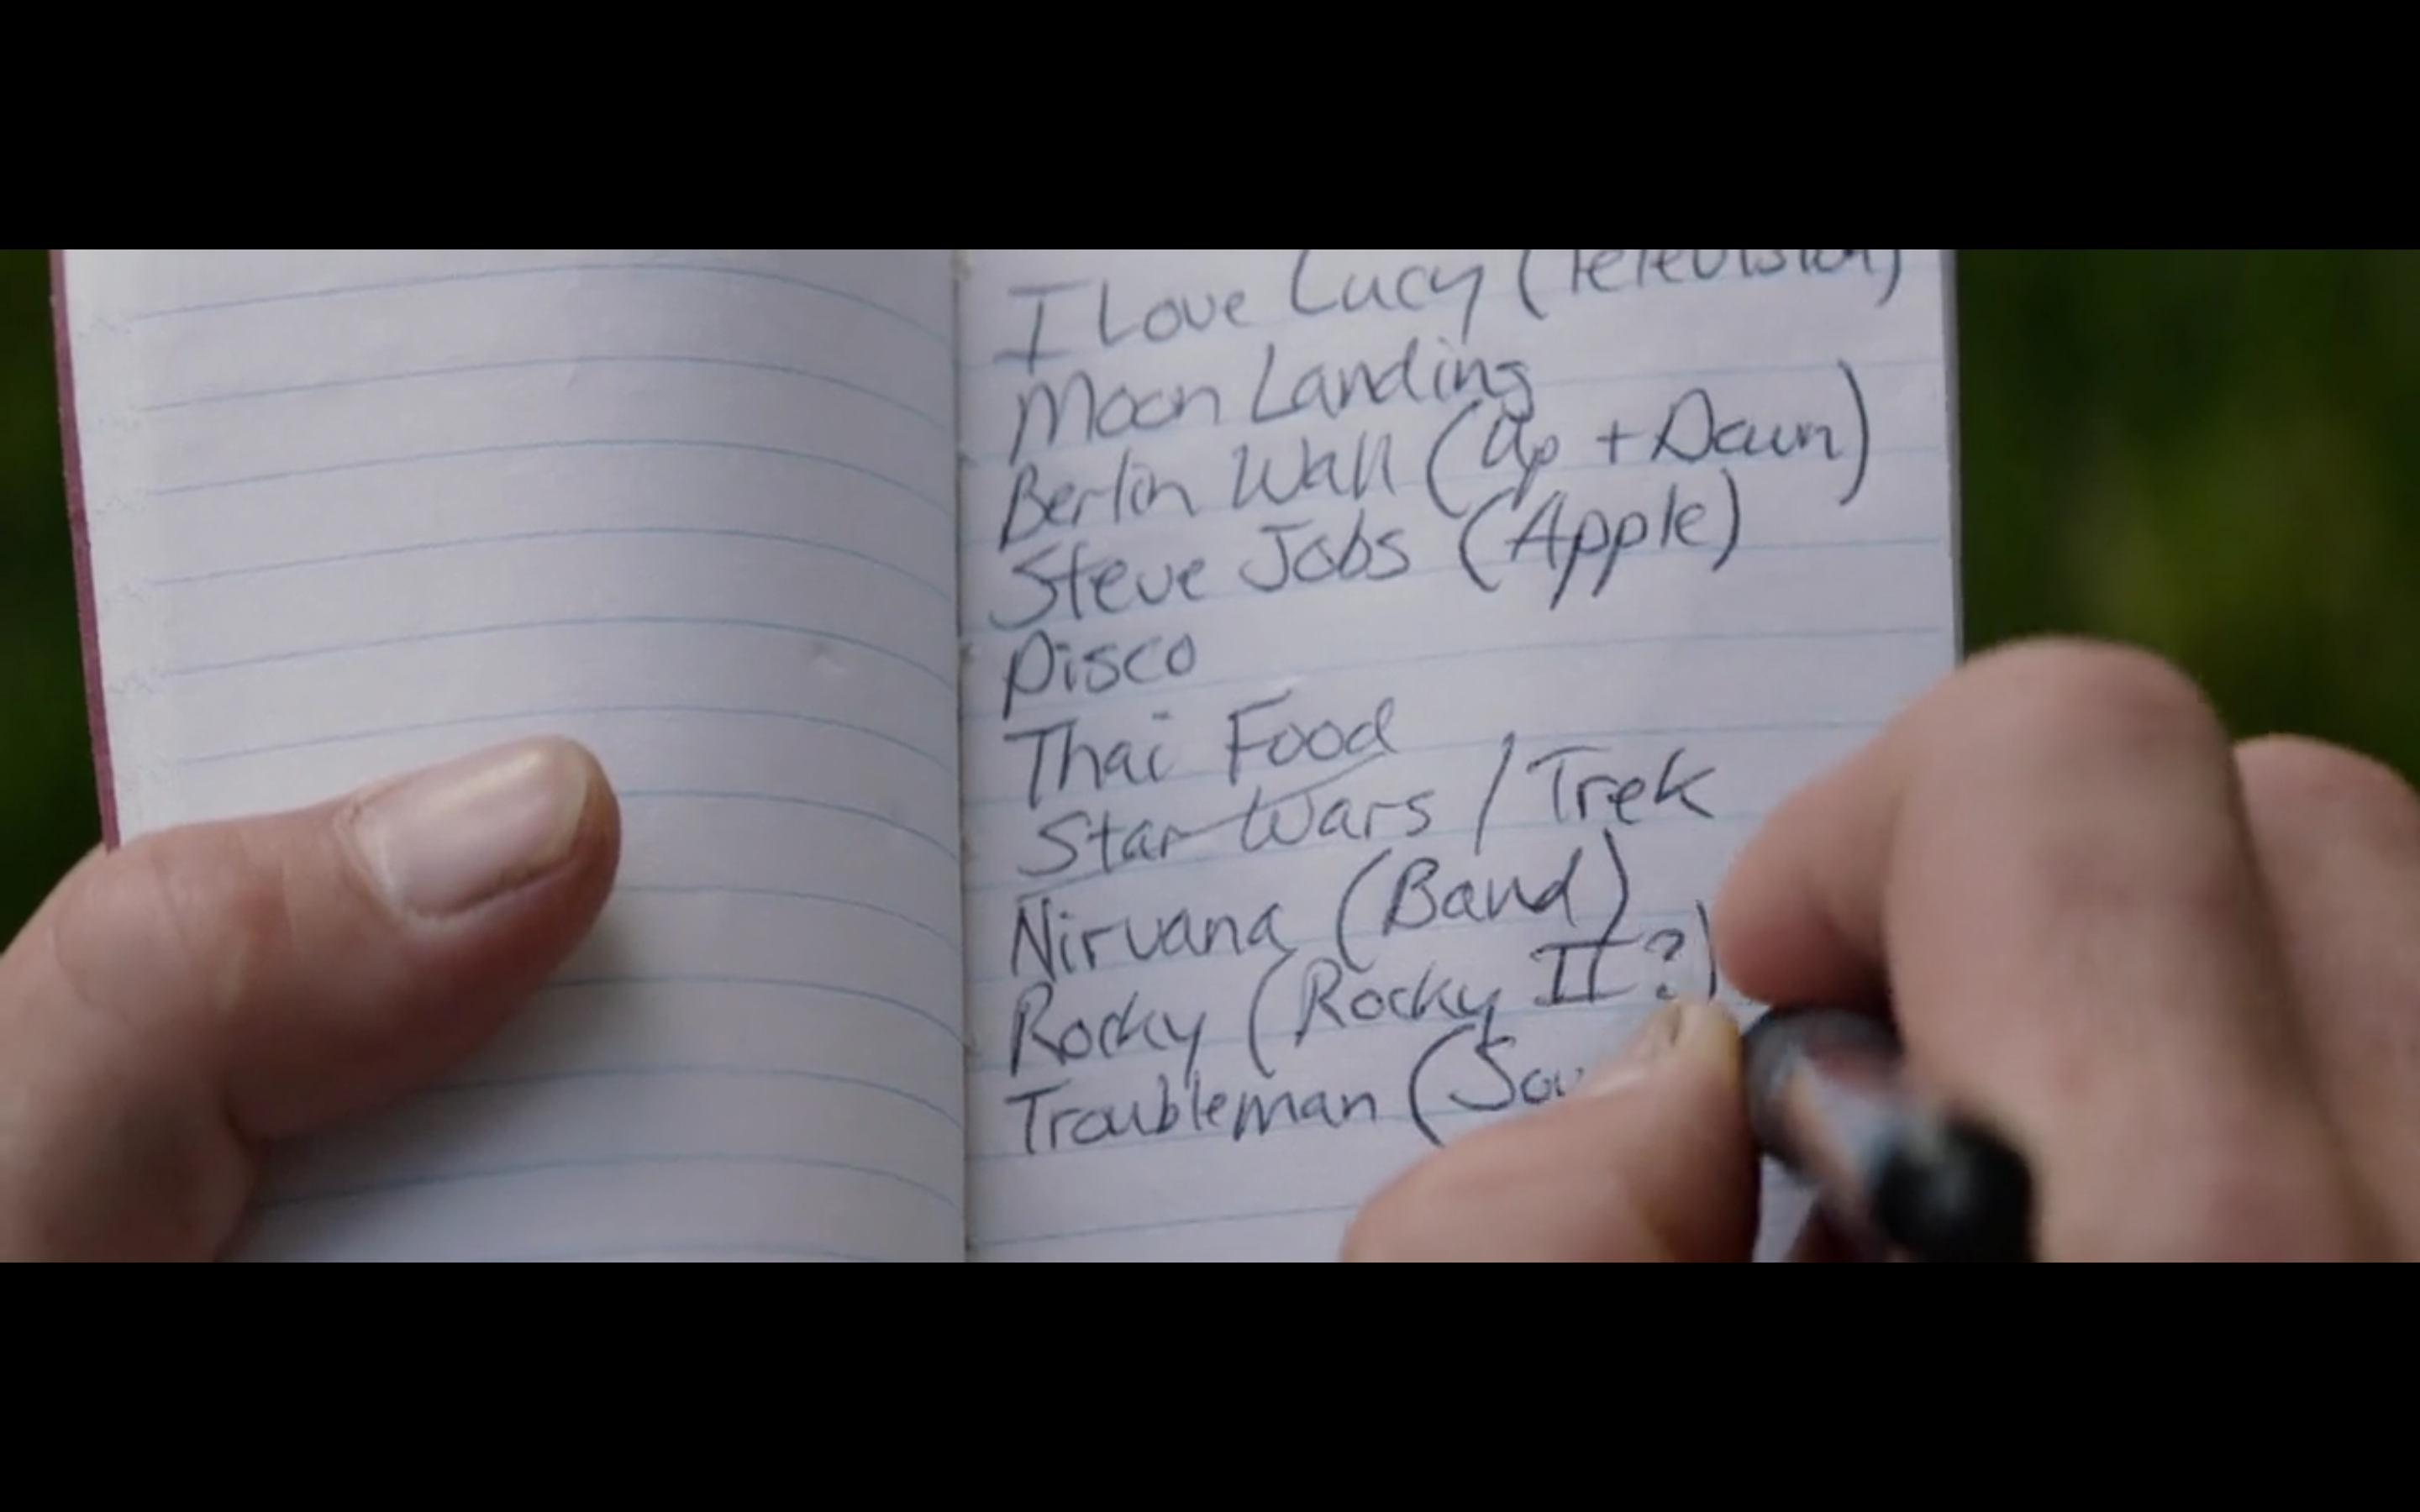 I Love Lucy (Television)
Moon Landing
Berlin Wall (Up + Down)
Steve Jobs (Apple)
Disco
Thai Food
Star Wars / Trek
Nirvana (Band)
Rocky (Rocky II?)
Troubleman (Sou